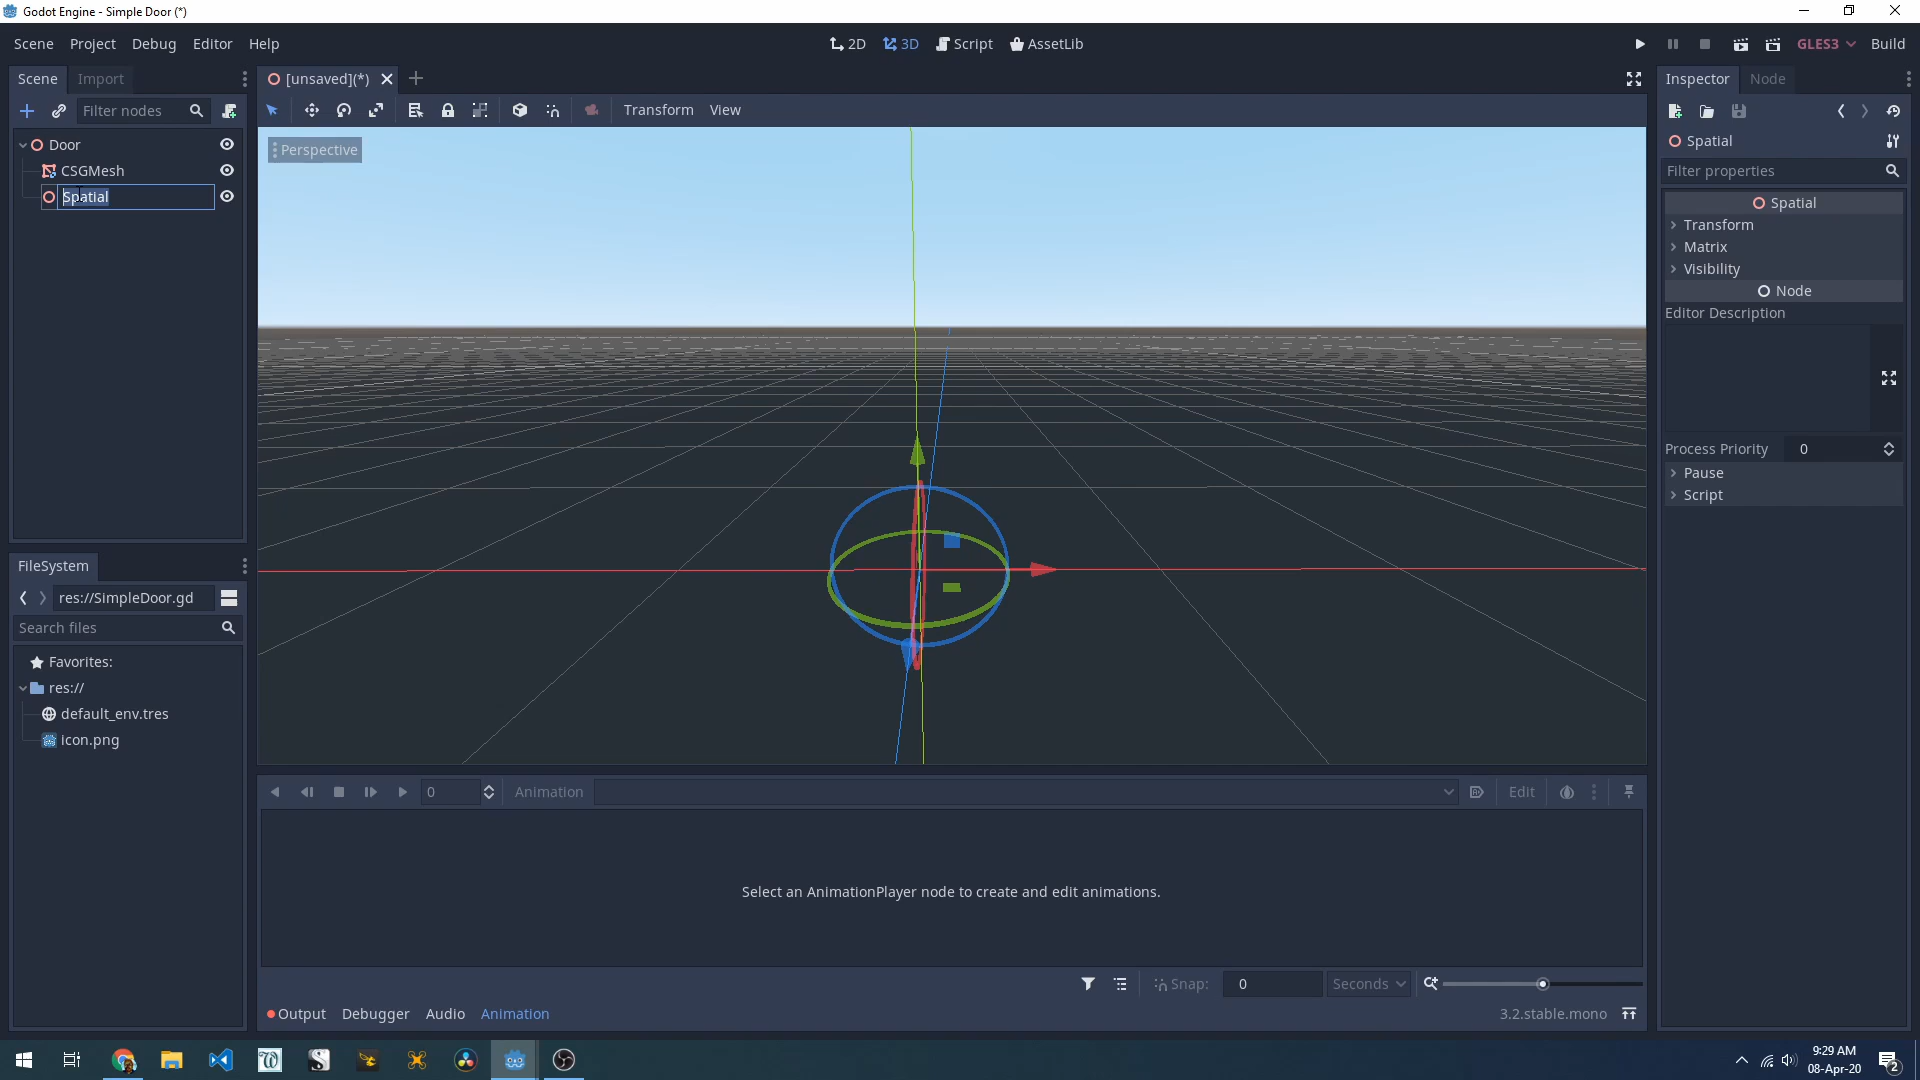 Godot Engine - Simple Door (*)
Scene Project Debug Editor Help
2D 3D Script AssetLib
GLES3 Build
Scene Import
[unsaved](*)
Inspector Node
Filter nodes
Transform View
Spatial
Filter properties
Door
CSGMesh
Spatial
Perspective
Spatial
Transform
Matrix
Visibility
Node
Editor Description
Process Priority 0
Pause
Script
FileSystem
res://SimpleDoor.gd
Search files
Favorites:
res://
default_env.tres
icon.png
0 Animation Edit
Select an AnimationPlayer node to create and edit animations.
Snap: 0 Seconds
Output Debugger Audio Animation
3.2.stable.mono
9:29 AM
08-Apr-20
2